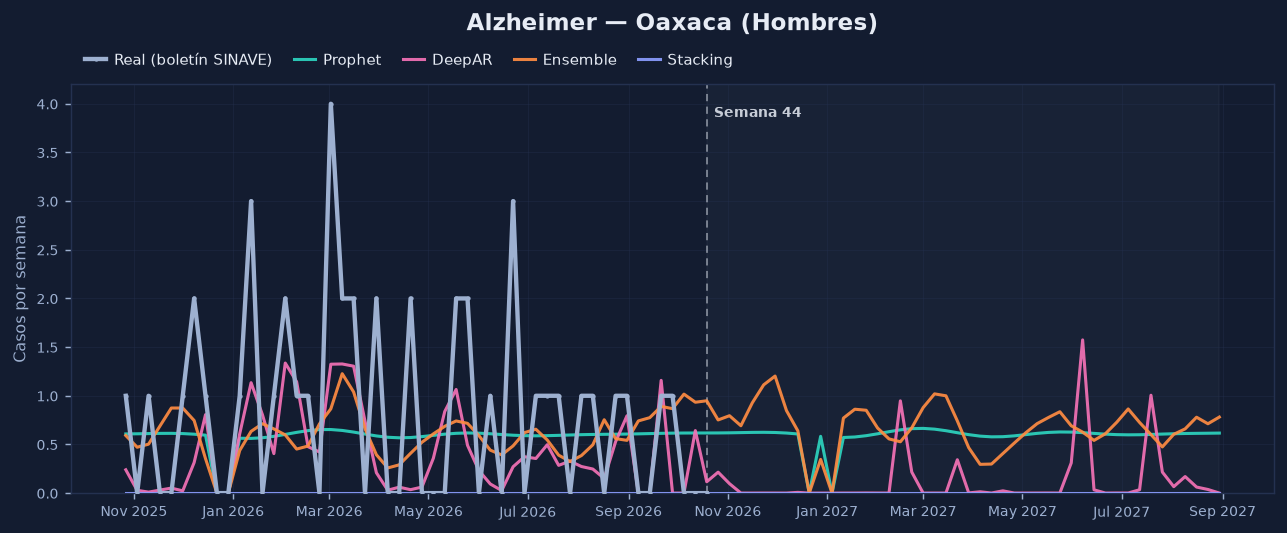 Alzheimer — Oaxaca (Hombres)
Real (boletín SINAVE) Prophet DeepAR Ensemble Stacking
Semana 44
Casos por semana
4.0
3.5
3.0
2.5
2.0
1.5
1.0
0.5
0.0
Nov 2025 Jan 2026 Mar 2026 May 2026 Jul 2026 Sep 2026 Nov 2026 Jan 2027 Mar 2027 May 2027 Jul 2027 Sep 2027